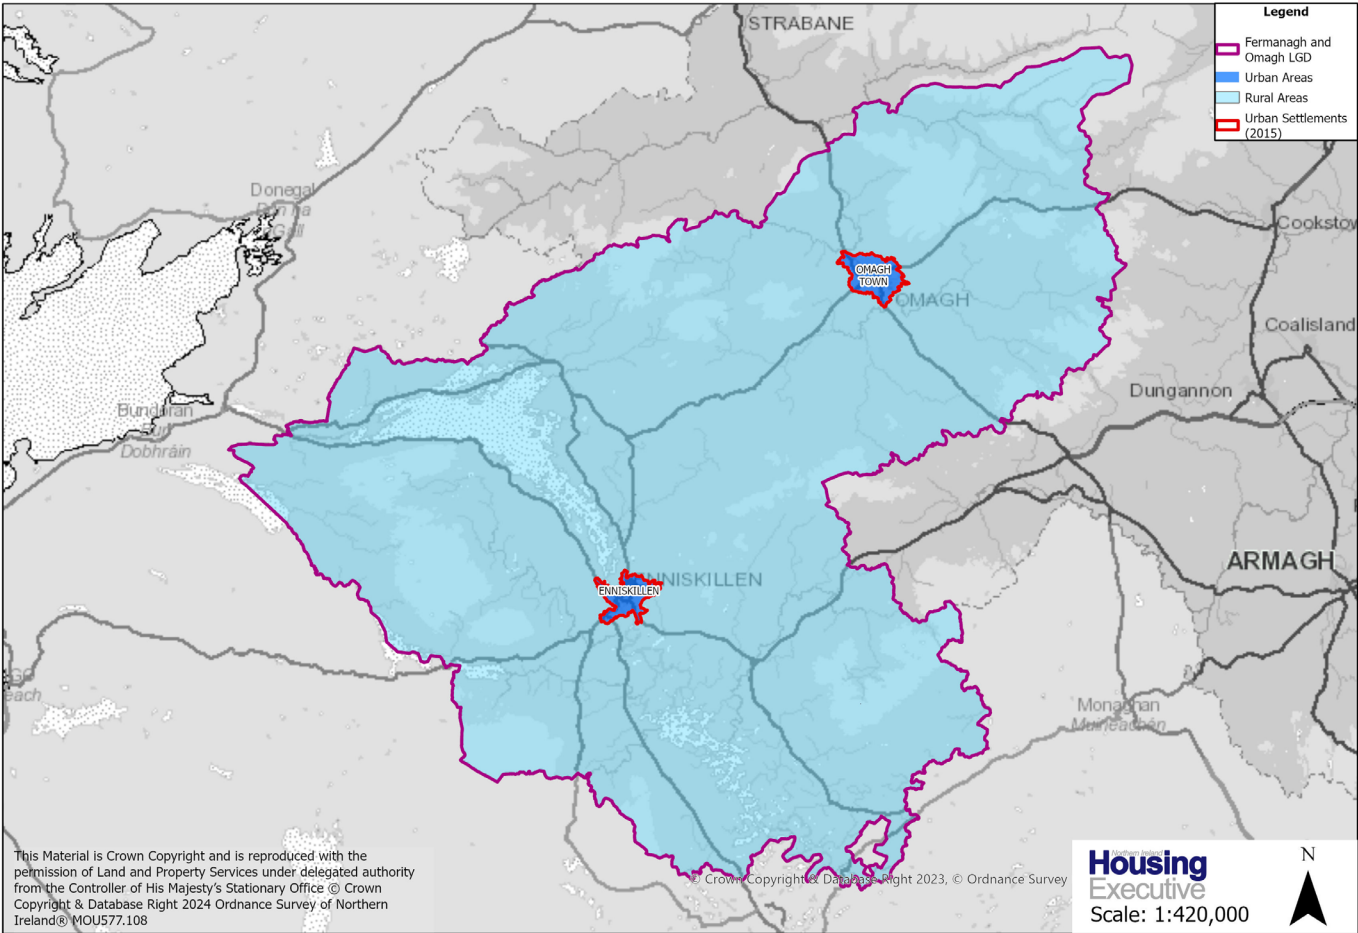 STRABANE
Legend
Fermanagh and
Omagh LGD
Urban Areas
Rural Areas
Urban Settlements
(2015)
Donegal
Cookstow
OMAGH
TOWN
OMAGH
Coalisland
Dungannon
Bundoran
Bun
Dobhráin
ARMAGH
ENNISKILLEN
NNISKILLEN
each
Monaghan
Muineachán
This Material is Crown Copyright and is reproduced with the
permission of Land and Property Services under delegated authority
from the Controller of His Majesty's Stationary Office © Crown
Copyright & Database Right 2024 Ordnance Survey of Northern
Ireland® MOU577.108
© Crown Copyright & Database Right 2023, © Ordnance Survey
Northern Ireland
Housing
Executive
Scale: 1:420,000
N